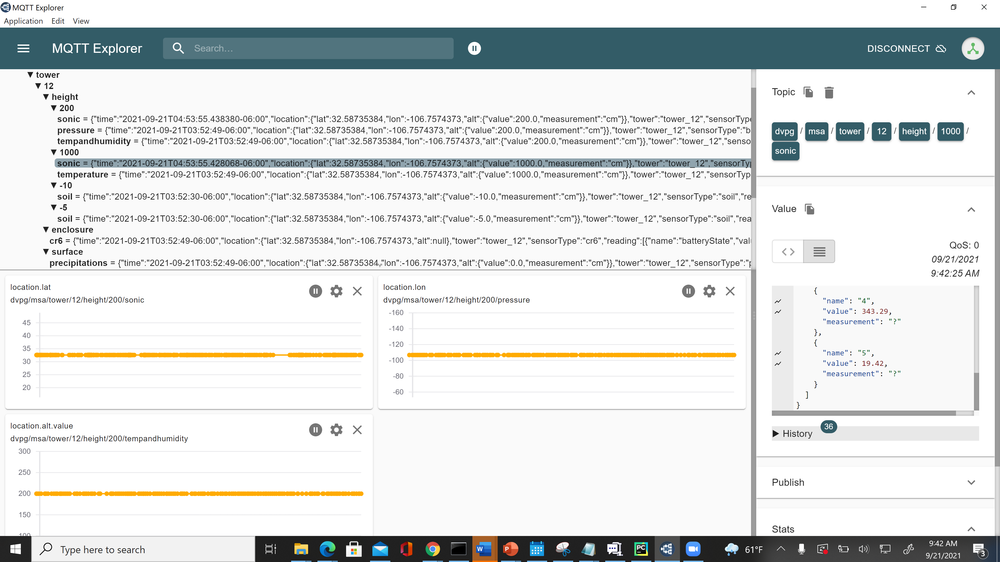 MQTT Explorer
Application Edit View
MQTT Explorer
Search...
DISCONNECT
▼ tower
▼ 12
▼ height
▼ 200
sonic = {"time":"2021-09-21T04:53:55.438380-06:00","location":{"lat":32.58735384,"lon":-106.7574373,"alt":{"value":200.0,"measurement":"cm"}},"tower":"tower_12","sensorType
pressure = {"time":"2021-09-21T03:52:49-06:00","location":{"lat":32.58735384,"lon":-106.7574373,"alt":{"value":200.0,"measurement":"cm"}},"tower":"tower_12","sensorType":"b
tempandhumidity = {"time":"2021-09-21T03:52:49-06:00","location":{"lat":32.58735384,"lon":-106.7574373,"alt":{"value":200.0,"measurement":"cm"}},"tower":"tower_12","senso
▼ 1000
sonic = {"time":"2021-09-21T04:53:55.428068-06:00","location":{"lat":32.58735384,"lon":-106.7574373,"alt":{"value":1000.0,"measurement":"cm"}},"tower":"tower_12","sensorTyp
temperature = {"time":"2021-09-21T03:52:49-06:00","location":{"lat":32.58735384,"lon":-106.7574373,"alt":{"value":1000.0,"measurement":"cm"}},"tower":"tower_12","sensorTyp
▼ -10
soil = {"time":"2021-09-21T03:52:30-06:00","location":{"lat":32.58735384,"lon":-106.7574373,"alt":{"value":-10.0,"measurement":"cm"}},"tower":"tower_12","sensorType":"soil","re
▼ -5
soil = {"time":"2021-09-21T03:52:30-06:00","location":{"lat":32.58735384,"lon":-106.7574373,"alt":{"value":-5.0,"measurement":"cm"}},"tower":"tower_12","sensorType":"soil","rea
▼ enclosure
cr6 = {"time":"2021-09-21T03:52:49-06:00","location":{"lat":32.58735384,"lon":-106.7574373,"alt":null},"tower":"tower_12","sensorType":"cr6","reading":[{"name":"batteryState","val
▼ surface
precipitations = {"time":"2021-09-21T03:52:49-06:00","location":{"lat":32.58735384,"lon":-106.7574373,"alt":{"value":0.0,"measurement":"cm"}},"tower":"tower_12","sensorType":"p
location.lat
dvpg/msa/tower/12/height/200/sonic
45
40
35
30
25
20
location.lon
dvpg/msa/tower/12/height/200/pressure
-160
-140
-120
-100
-80
-60
location.alt.value
dvpg/msa/tower/12/height/200/tempandhumidity
300
250
200
150
100
Topic
dvpg / msa / tower / 12 / height / 1000 /
sonic
Value
QoS: 0
09/21/2021
9:42:25 AM
{
"name": "4",
"value": 343.29,
"measurement": "?"
},
{
"name": "5",
"value": 19.42,
"measurement": "?"
}
]
}
36
▶ History
Publish
Stats
Type here to search
61°F
9:42 AM
9/21/2021
3